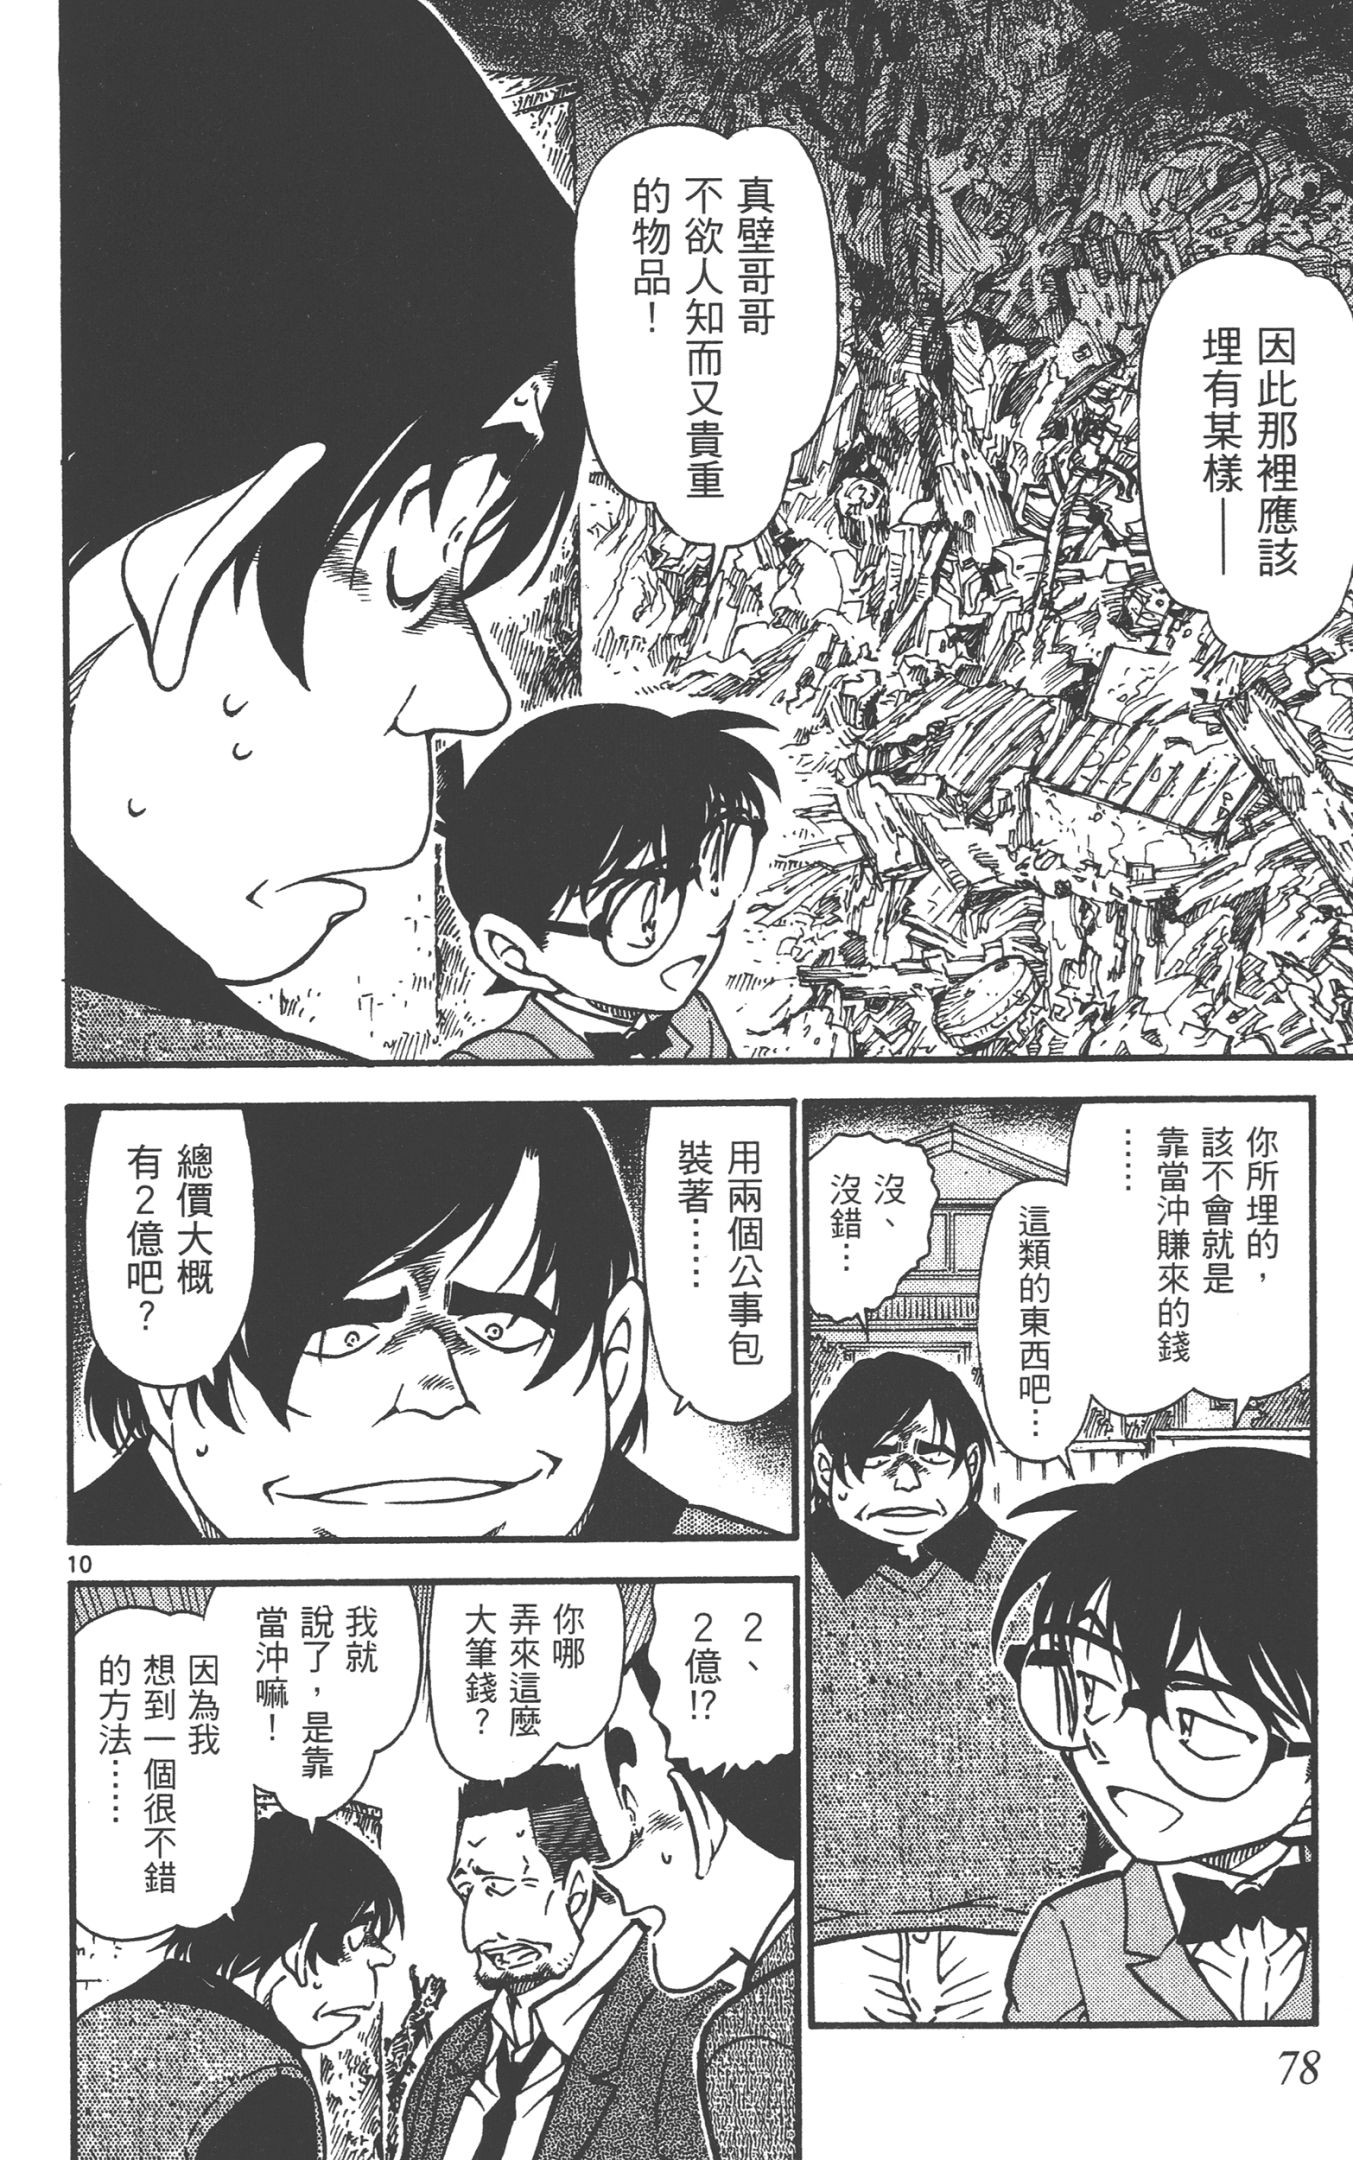 因此那裡應該
埋有某樣——
真壁哥哥
不欲人知而又貴重
的物品！
你所埋的，
該不會就是
靠當沖賺來的錢
……
這類的東西吧…
沒、
沒錯…
用兩個公事包
裝著……
總價大概
有2億吧？
10
2、
2億!?
你哪
弄來這麼
大筆錢？
我就
說了，是靠
當沖嘛！
因為我
想到一個很不錯
的方法……
78